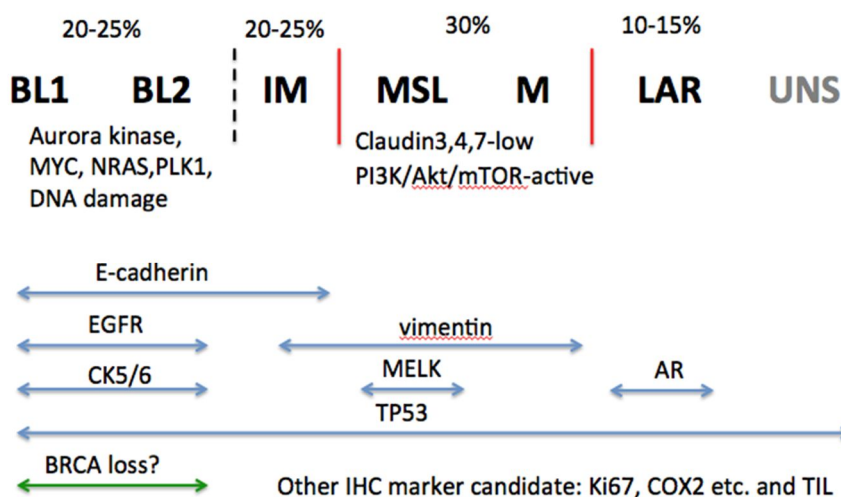 20-25% 20-25% 30% 10-15%
BL1 BL2 IM MSL M LAR UNS
Aurora kinase,
MYC, NRAS,PLK1,
DNA damage
Claudin3,4,7-low
PI3K/Akt/mTOR-active
E-cadherin
EGFR vimentin
CK5/6 MELK AR
TP53
BRCA loss?
Other IHC marker candidate: Ki67, COX2 etc. and TIL